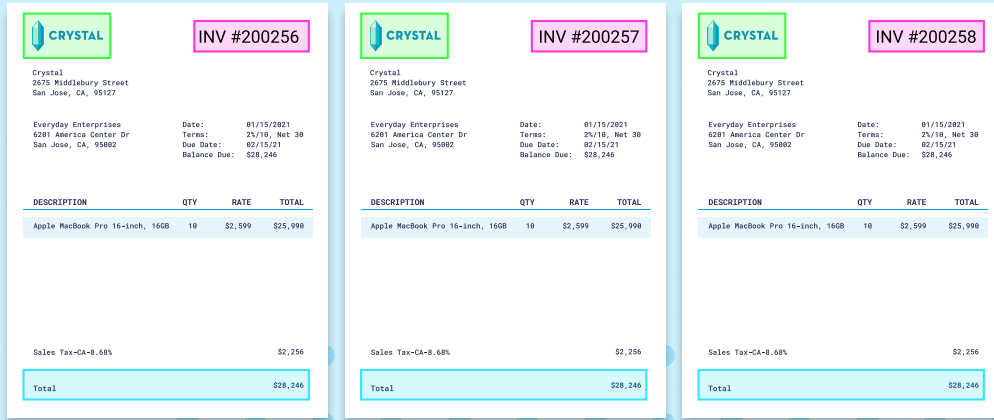 CRYSTAL
INV #200256
Crystal
2675 Middlebury Street
San Jose, CA, 95127
Everyday Enterprises
6201 America Center Dr
San Jose, CA, 95002
Date: 01/15/2021
Terms: 2%/10, Net 30
Due Date: 02/15/21
Balance Due: $28,246
DESCRIPTION QTY RATE TOTAL
Apple MacBook Pro 16-inch, 16GB 10 $2,599 $25,990
Sales Tax-CA-8.68% $2,256
Total $28,246
CRYSTAL
INV #200257
Crystal
2675 Middlebury Street
San Jose, CA, 95127
Everyday Enterprises
6201 America Center Dr
San Jose, CA, 95002
Date: 01/15/2021
Terms: 2%/10, Net 30
Due Date: 02/15/21
Balance Due: $28,246
DESCRIPTION QTY RATE TOTAL
Apple MacBook Pro 16-inch, 16GB 10 $2,599 $25,990
Sales Tax-CA-8.68% $2,256
Total $28,246
CRYSTAL
INV #200258
Crystal
2675 Middlebury Street
San Jose, CA, 95127
Everyday Enterprises
6201 America Center Dr
San Jose, CA, 95002
Date: 01/15/2021
Terms: 2%/10, Net 30
Due Date: 02/15/21
Balance Due: $28,246
DESCRIPTION QTY RATE TOTAL
Apple MacBook Pro 16-inch, 16GB 10 $2,599 $25,990
Sales Tax-CA-8.68% $2,256
Total $28,246